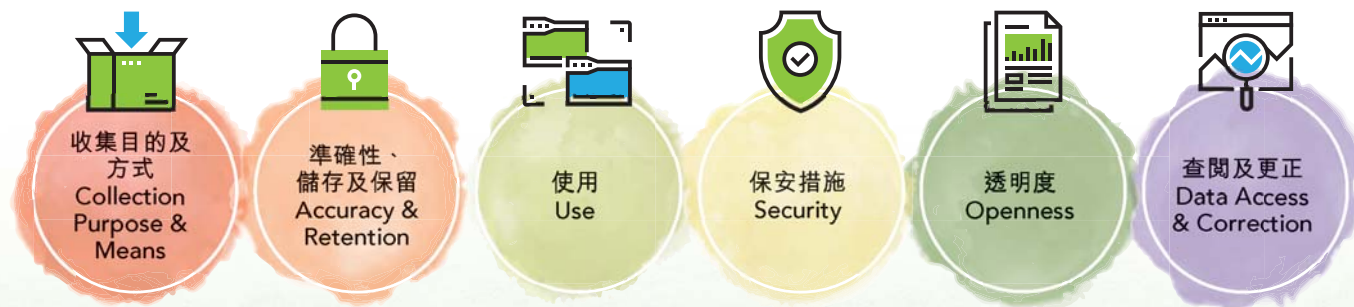 收集目的及
方式
Collection
Purpose &
Means
準確性、
儲存及保留
Accuracy &
Retention
使用
Use
保安措施
Security
透明度
Openness
查閱及更正
Data Access
& Correction